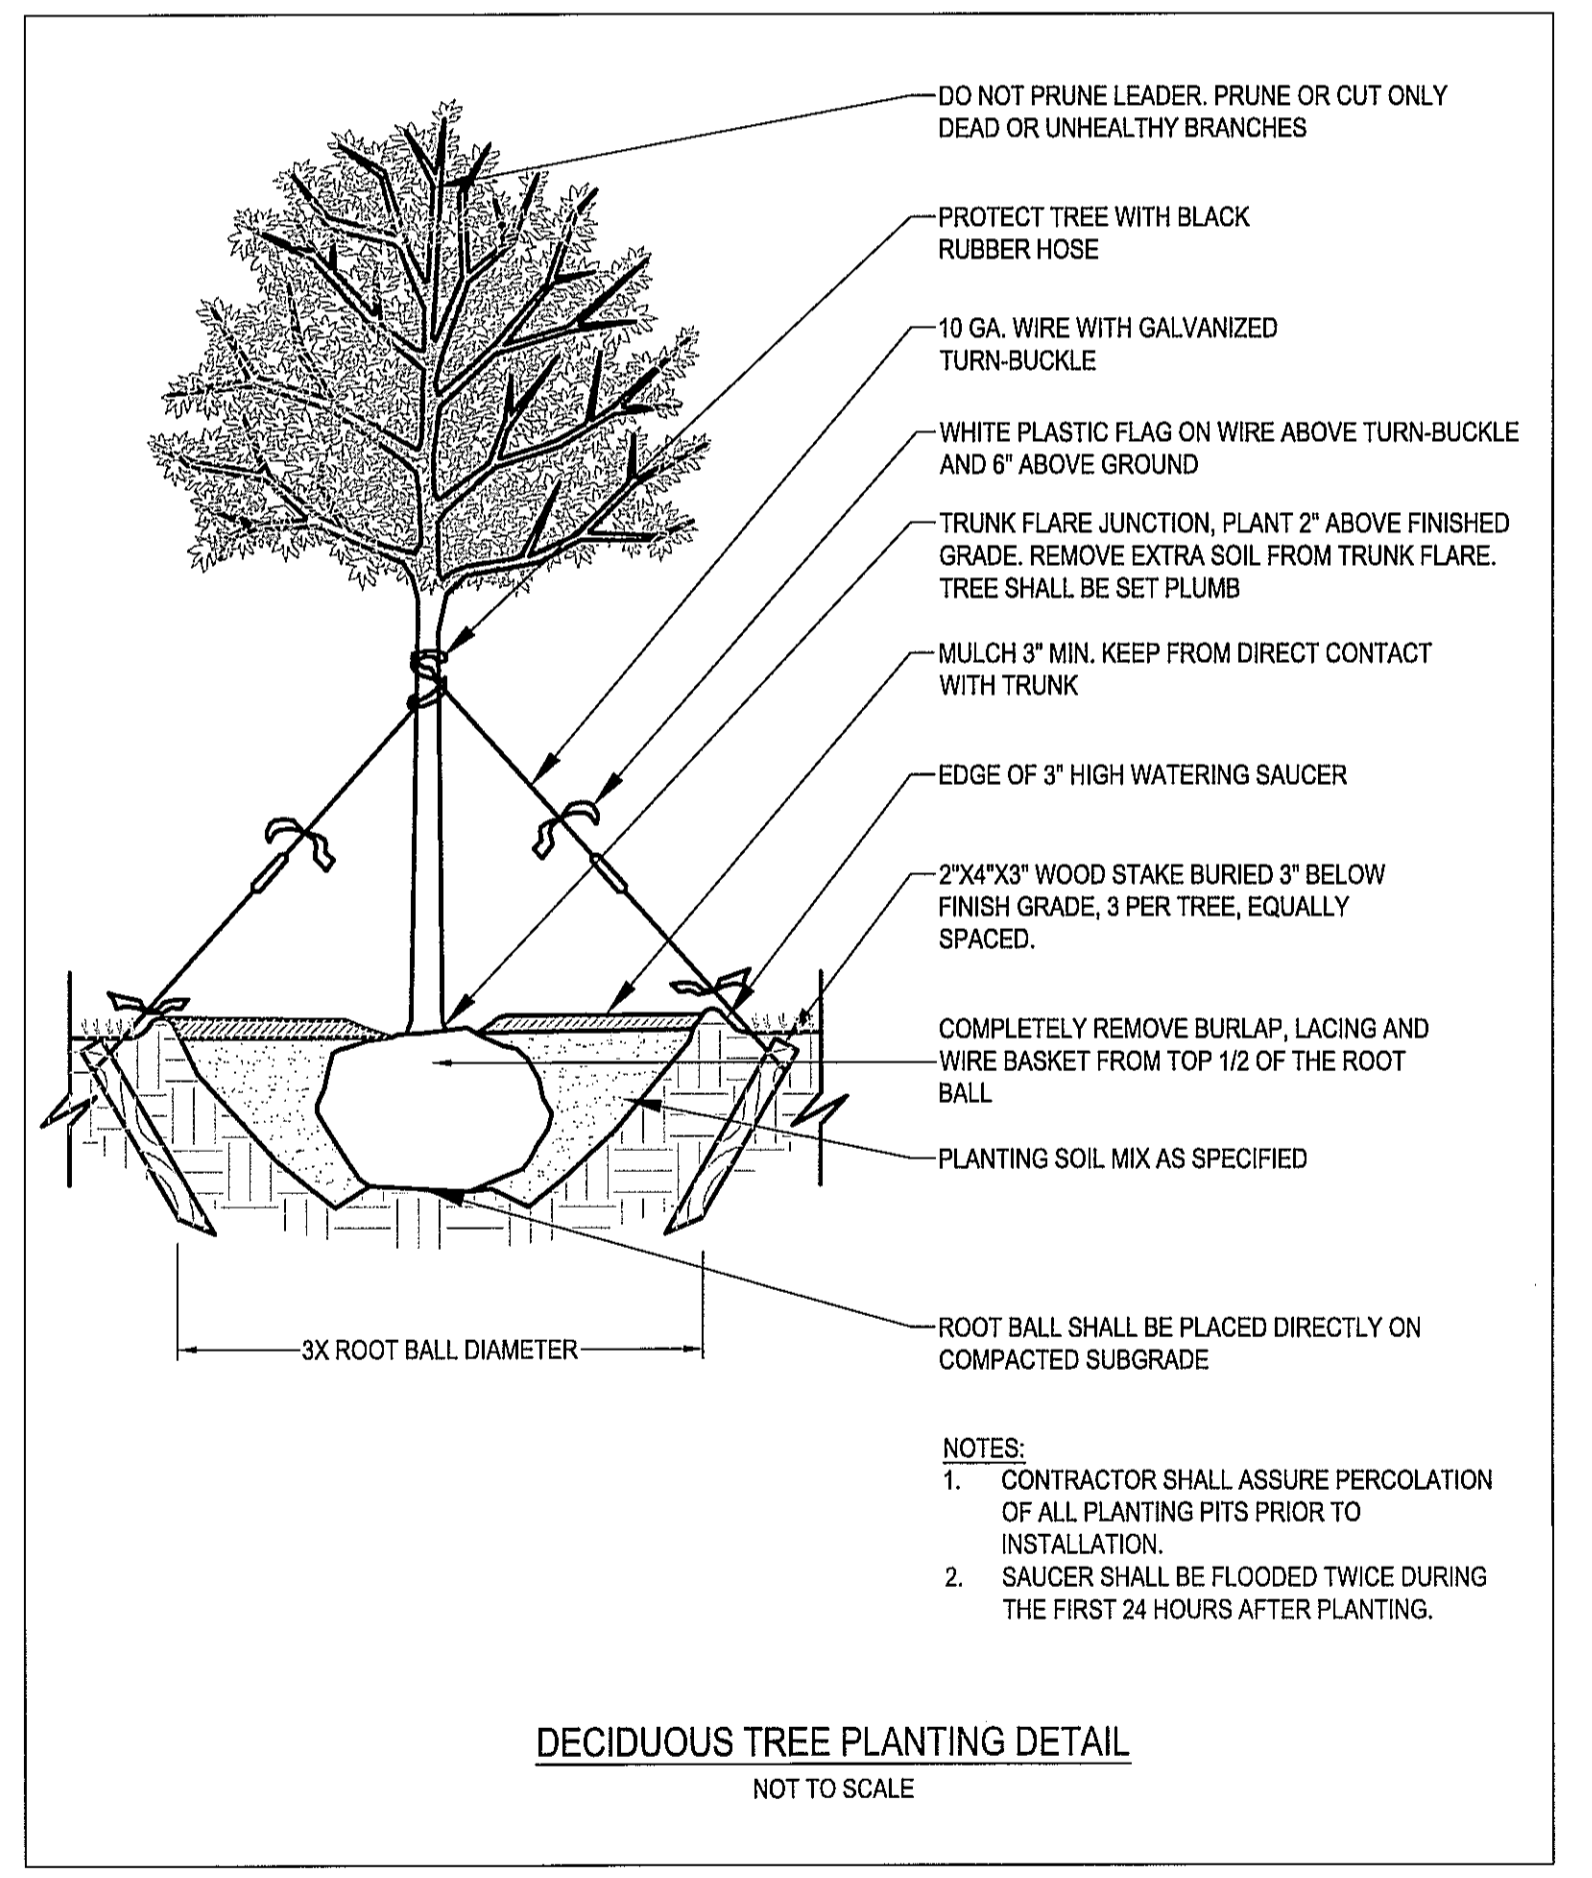 DO NOT PRUNE LEADER. PRUNE OR CUT ONLY
DEAD OR UNHEALTHY BRANCHES
PROTECT TREE WITH BLACK
RUBBER HOSE
10 GA. WIRE WITH GALVANIZED
TURN-BUCKLE
WHITE PLASTIC FLAG ON WIRE ABOVE TURN-BUCKLE
AND 6" ABOVE GROUND
TRUNK FLARE JUNCTION, PLANT 2" ABOVE FINISHED
GRADE. REMOVE EXTRA SOIL FROM TRUNK FLARE.
TREE SHALL BE SET PLUMB
MULCH 3" MIN. KEEP FROM DIRECT CONTACT
WITH TRUNK
EDGE OF 3" HIGH WATERING SAUCER
2"X4"X3" WOOD STAKE BURIED 3" BELOW
FINISH GRADE, 3 PER TREE, EQUALLY
SPACED.
COMPLETELY REMOVE BURLAP, LACING AND
WIRE BASKET FROM TOP 1/2 OF THE ROOT
BALL
PLANTING SOIL MIX AS SPECIFIED
ROOT BALL SHALL BE PLACED DIRECTLY ON
COMPACTED SUBGRADE
3X ROOT BALL DIAMETER
NOTES:
1. CONTRACTOR SHALL ASSURE PERCOLATION
OF ALL PLANTING PITS PRIOR TO
INSTALLATION.
2. SAUCER SHALL BE FLOODED TWICE DURING
THE FIRST 24 HOURS AFTER PLANTING.
DECIDUOUS TREE PLANTING DETAIL
NOT TO SCALE